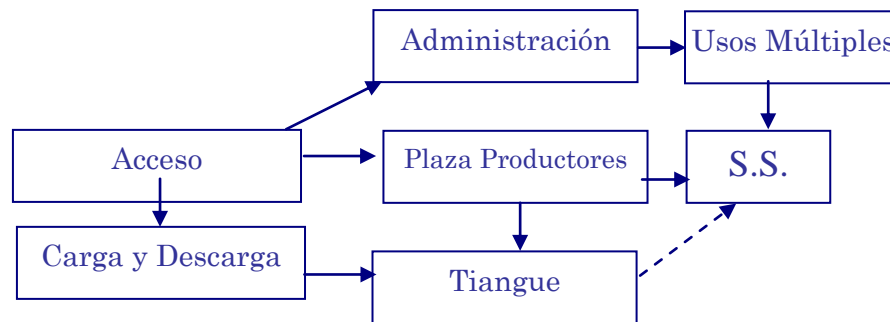 Administración
Usos Múltiples
Acceso
Plaza Productores
S.S.
Carga y Descarga
Tiangue